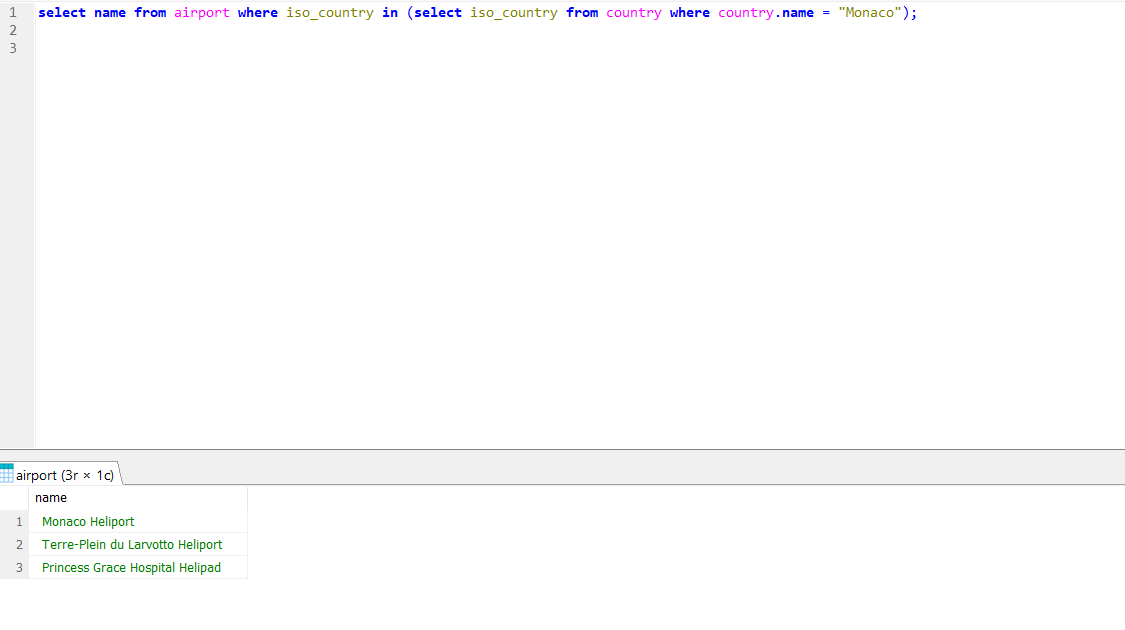 1 select name from airport where iso_country in (select iso_country from country where country.name = "Monaco");
2
3
airport (3r × 1c)
name
1 Monaco Heliport
2 Terre-Plein du Larvotto Heliport
3 Princess Grace Hospital Helipad